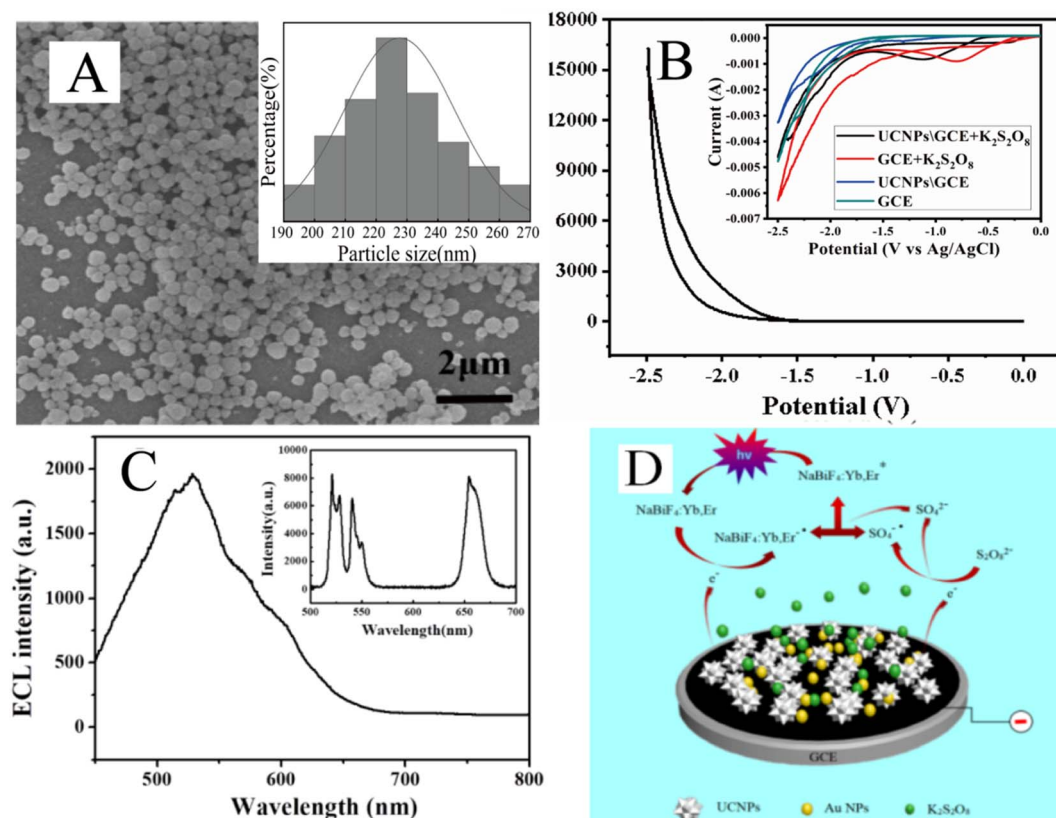 A
Percentage(%)
190 200 210 220 230 240 250 260 270
Particle size(nm)
2μm
B
18000
15000
12000
9000
6000
3000
0
-2.5 -2.0 -1.5 -1.0 -0.5 0.0
Potential (V)
0.000
-0.001
-0.002
-0.003
-0.004
-0.005
-0.006
-0.007
Current (A)
UCNPs\GCE+K₂S₂O₈
GCE+K₂S₂O₈
UCNPs\GCE
GCE
-2.5 -2.0 -1.5 -1.0 -0.5 0.0
Potential (V vs Ag/AgCl)
C
ECL intensity (a.u.)
2000
1500
1000
500
0
500 600 700 800
Wavelength (nm)
Intensity(a.u.)
10000
8000
6000
4000
2000
0
500 550 600 650 700
Wavelength(nm)
D
hv
NaBiF₄:Yb,Er*
NaBiF₄:Yb,Er
SO₄²⁻
NaBiF₄:Yb,Er⁻•
SO₄⁻•
S₂O₈²⁻
e⁻
e⁻
GCE
UCNPs Au NPs K₂S₂O₈